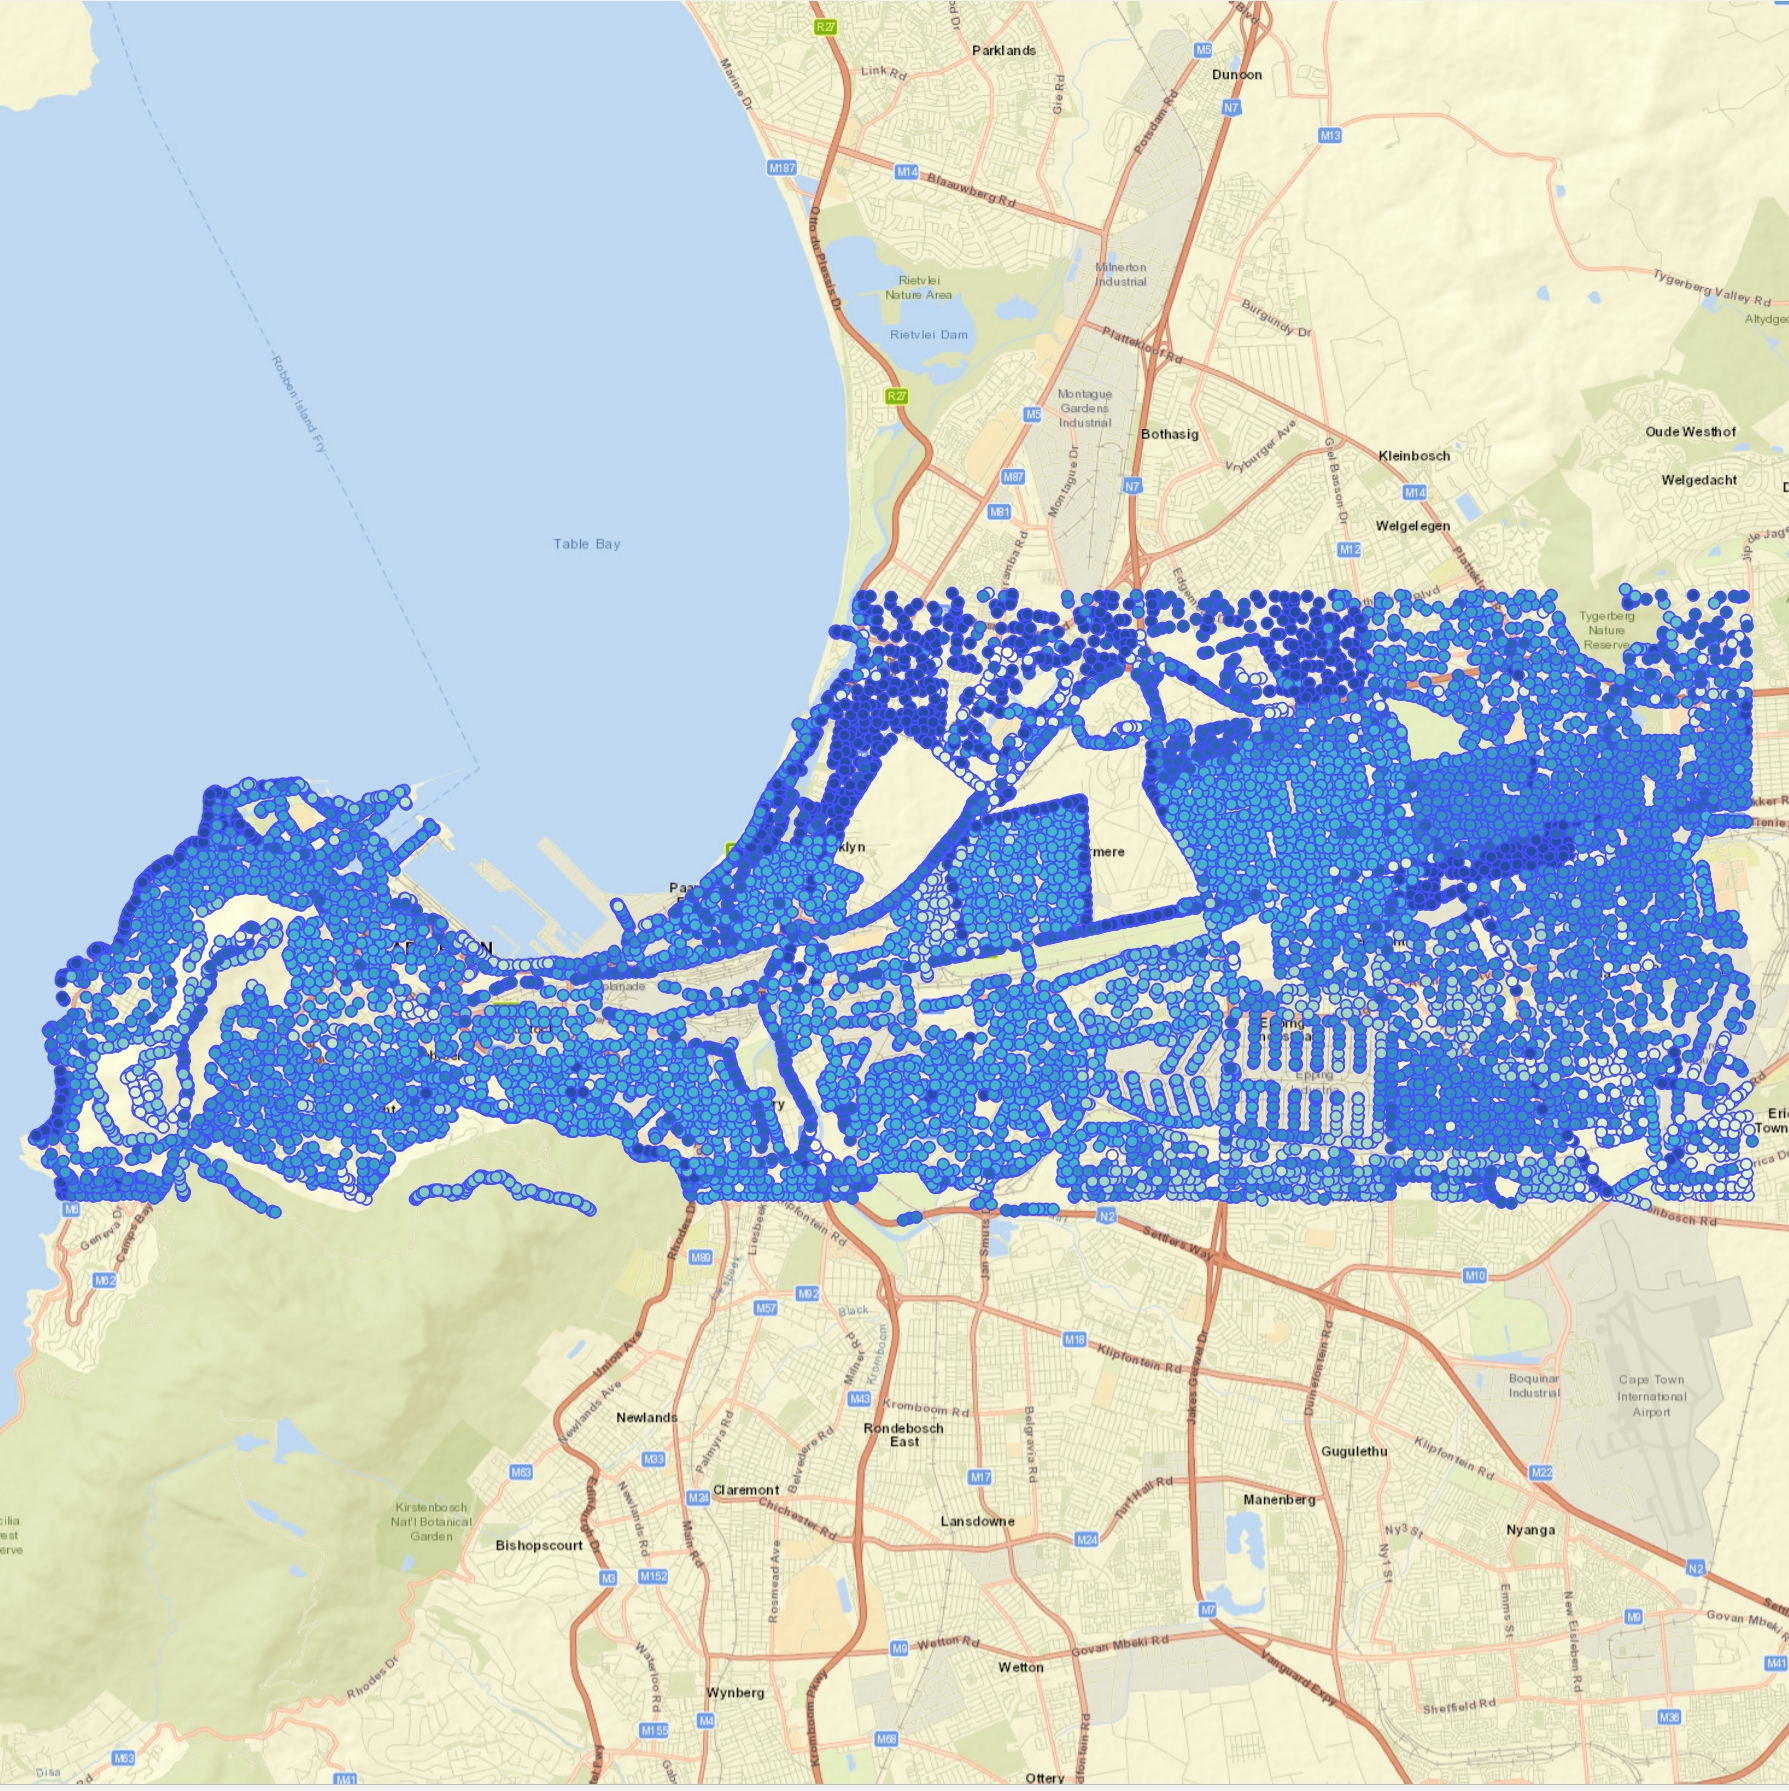 R27
Parklands
M5
Dunoon
Link Rd
Marine Dr
Gie Rd
N7
Potsdam Rd
M13
M187
M14
Blaauwberg Rd
Otto du Plessis Dr
Milnerton
Industrial
Tygerberg Valley Rd
Rietvlei
Nature Area
Rietvlei Dam
Burgundy Dr
Plattekloof Rd
Robben Island Fry
R27
M5
Montague
Gardens
Industrial
Bothasig
Vryburger Ave
Giel Basson Dr
Kleinbosch
Oude Westhof
Welgedacht
M87
Montague Dr
N7
M14
M81
Welgelegen
Table Bay
M12
Tygerberg
Nature
Reserve
M6
Geneva Dr
Camps Bay
M62
Rhodes D
Liesbeek
M89
N2
Settlers Way
Jan Smuts
M57
M92
Black
M10
M18
Klipfontein Rd
Union Ave
Milner Rd
Kromboom
Jakes Gerwel Dr
Duinefontein Rd
Boquinar
Industrial
Cape Town
International
Airport
Newlands Ave
M43
Kromboom Rd
Newlands
Palmyra Rd
Belvedere Rd
Rondebosch
East
Belgravia Rd
Gugulethu
Klipfontein Rd
M63
M33
M17
M22
Claremont
M24
Chichester Rd
Turf Hall Rd
Manenberg
Kirstenbosch
Nat'l Botanical
Garden
Edinburgh Dr
Newlands Rd
Main Rd
Lansdowne
M24
Ny3 St
Nyanga
Bishopscourt
Rosmead Ave
Ny1 St
M3
M152
N2
M7
Emms St
New Eisleben Rd
M9
Govan Mbeki R
M9
Wetton Rd
Govan Mbeki Rd
Wetton
Vanguard Expy
M41
Rhodes Dr
Waterloo Rd
Wynberg
Kromboom Pkwy
Sheffield Rd
M155
M4
M68
M36
M63
Disa
M41
Ottery